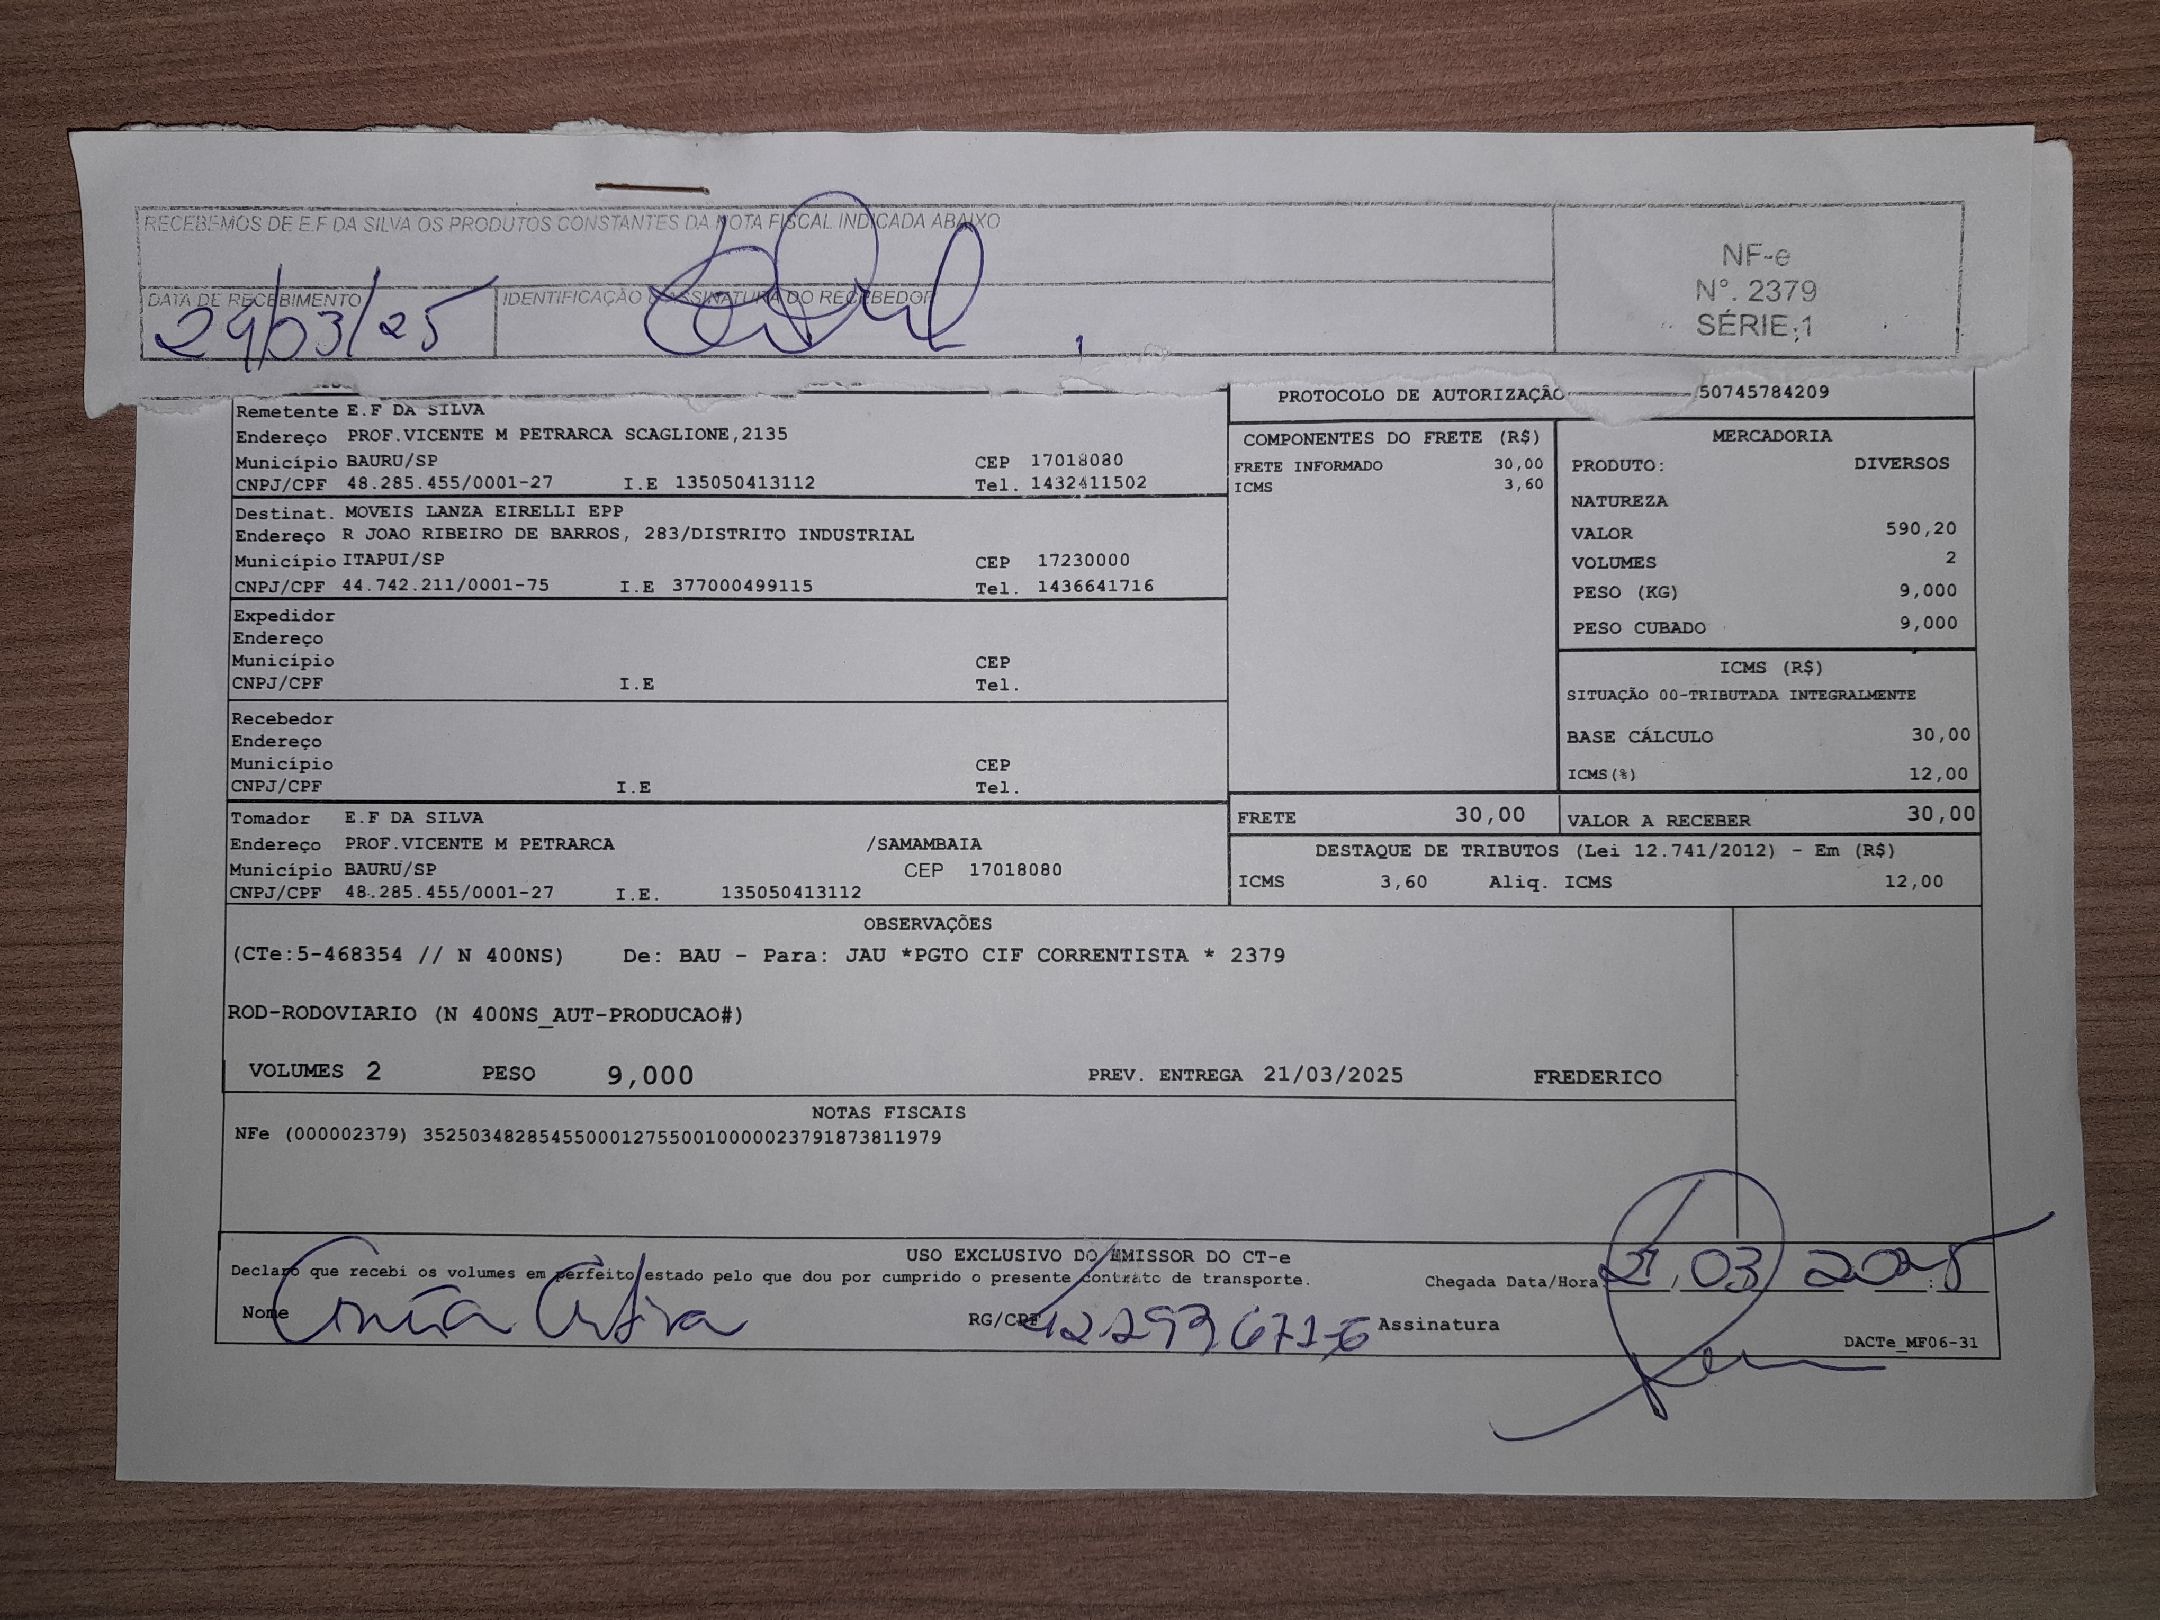 RECEBEMOS DE E.F DA SILVA OS PRODUTOS CONSTANTES DA NOTA FISCAL INDICADA ABAIXO
DATA DE RECEBIMENTO
IDENTIFICAÇÃO E ASSINATURA DO RECEBEDOR
/03/25
NF-e
Nº. 2379
SÉRIE 1
PROTOCOLO DE AUTORIZAÇÃO 50745784209
Remetente E.F DA SILVA
Endereço PROF.VICENTE M PETRARCA SCAGLIONE,2135
Município BAURU/SP CEP 17018080
CNPJ/CPF 48.285.455/0001-27 I.E 135050413112 Tel. 1432411502
Destinat. MOVEIS LANZA EIRELLI EPP
Endereço R JOAO RIBEIRO DE BARROS, 283/DISTRITO INDUSTRIAL
Município ITAPUI/SP CEP 17230000
CNPJ/CPF 44.742.211/0001-75 I.E 377000499115 Tel. 1436641716
Expedidor
Endereço
Município CEP
CNPJ/CPF I.E Tel.
Recebedor
Endereço
Município CEP
CNPJ/CPF I.E Tel.
Tomador E.F DA SILVA
Endereço PROF.VICENTE M PETRARCA /SAMAMBAIA
Município BAURU/SP CEP 17018080
CNPJ/CPF 48.285.455/0001-27 I.E. 135050413112
COMPONENTES DO FRETE (R$)
FRETE INFORMADO 30,00
ICMS 3,60
MERCADORIA
PRODUTO: DIVERSOS
NATUREZA
VALOR 590,20
VOLUMES 2
PESO (KG) 9,000
PESO CUBADO 9,000
ICMS (R$)
SITUAÇÃO 00-TRIBUTADA INTEGRALMENTE
BASE CÁLCULO 30,00
ICMS(%) 12,00
FRETE 30,00 VALOR A RECEBER 30,00
DESTAQUE DE TRIBUTOS (Lei 12.741/2012) - Em (R$)
ICMS 3,60 Aliq. ICMS 12,00
OBSERVAÇÕES
(CTe:5-468354 // N 400NS) De: BAU - Para: JAU *PGTO CIF CORRENTISTA * 2379
ROD-RODOVIARIO (N 400NS_AUT-PRODUCAO#)
VOLUMES 2 PESO 9,000 PREV. ENTREGA 21/03/2025 FREDERICO
NOTAS FISCAIS
NFe (000002379) 35250348285455000127550010000023791873811979
USO EXCLUSIVO DO EMISSOR DO CT-e
Declaro que recebi os volumes em perfeito estado pelo que dou por cumprido o presente contrato de transporte.
Chegada Data/Hora 21 03 2025
Nome RG/CPF Assinatura
DACTe_MF06-31